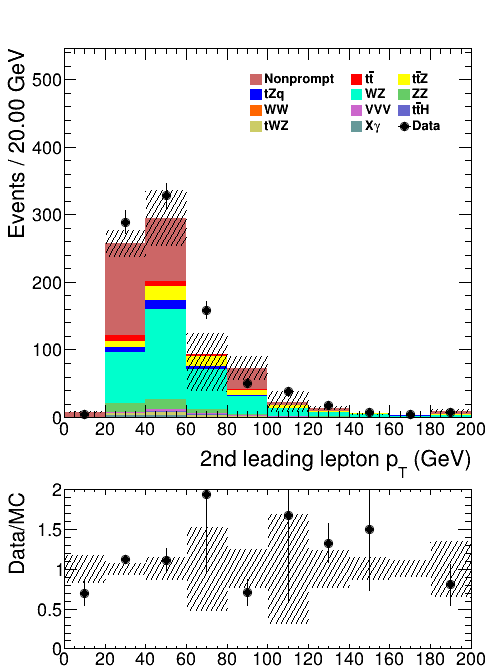 Events / 20.00 GeV
500
400
300
200
100
0
Nonprompt tt̄ tt̄Z
tZq WZ ZZ
WW VVV tt̄H
tWZ Xγ Data
0 20 40 60 80 100 120 140 160 180 200
2nd leading lepton p_T (GeV)
Data/MC
2
1.5
1
0.5
0
0 20 40 60 80 100 120 140 160 180 200